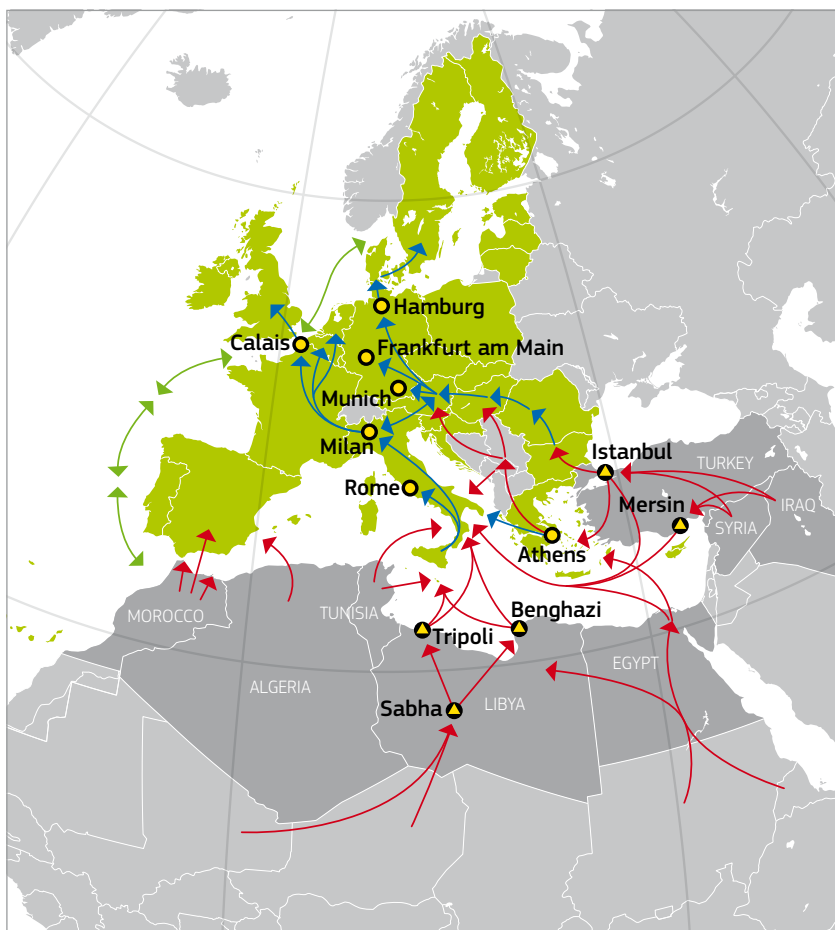 Hamburg
Calais
Frankfurt am Main
Munich
Milan
Istanbul
TURKEY
Rome
Mersin
IRAQ
SYRIA
Athens
MOROCCO
TUNISIA
Benghazi
Tripoli
EGYPT
ALGERIA
Sabha
LIBYA